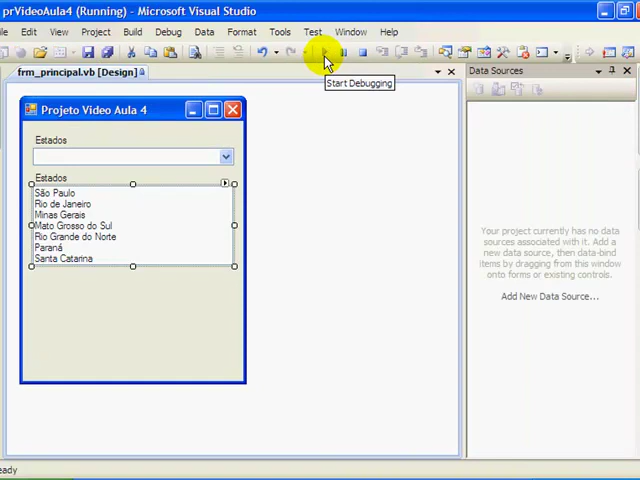 prVideoAula4 (Running) - Microsoft Visual Studio
File Edit View Project Build Debug Data Format Tools Test Window Help
frm_principal.vb [Design]
Start Debugging
Data Sources
Projeto Video Aula 4
Estados
Estados
São Paulo
Rio de Janeiro
Minas Gerais
Mato Grosso do Sul
Rio Grande do Norte
Paraná
Santa Catarina
Your project currently has no data
sources associated with it. Add a
new data source, then data-bind
items by dragging from this window
onto forms or existing controls.
Add New Data Source...
eady